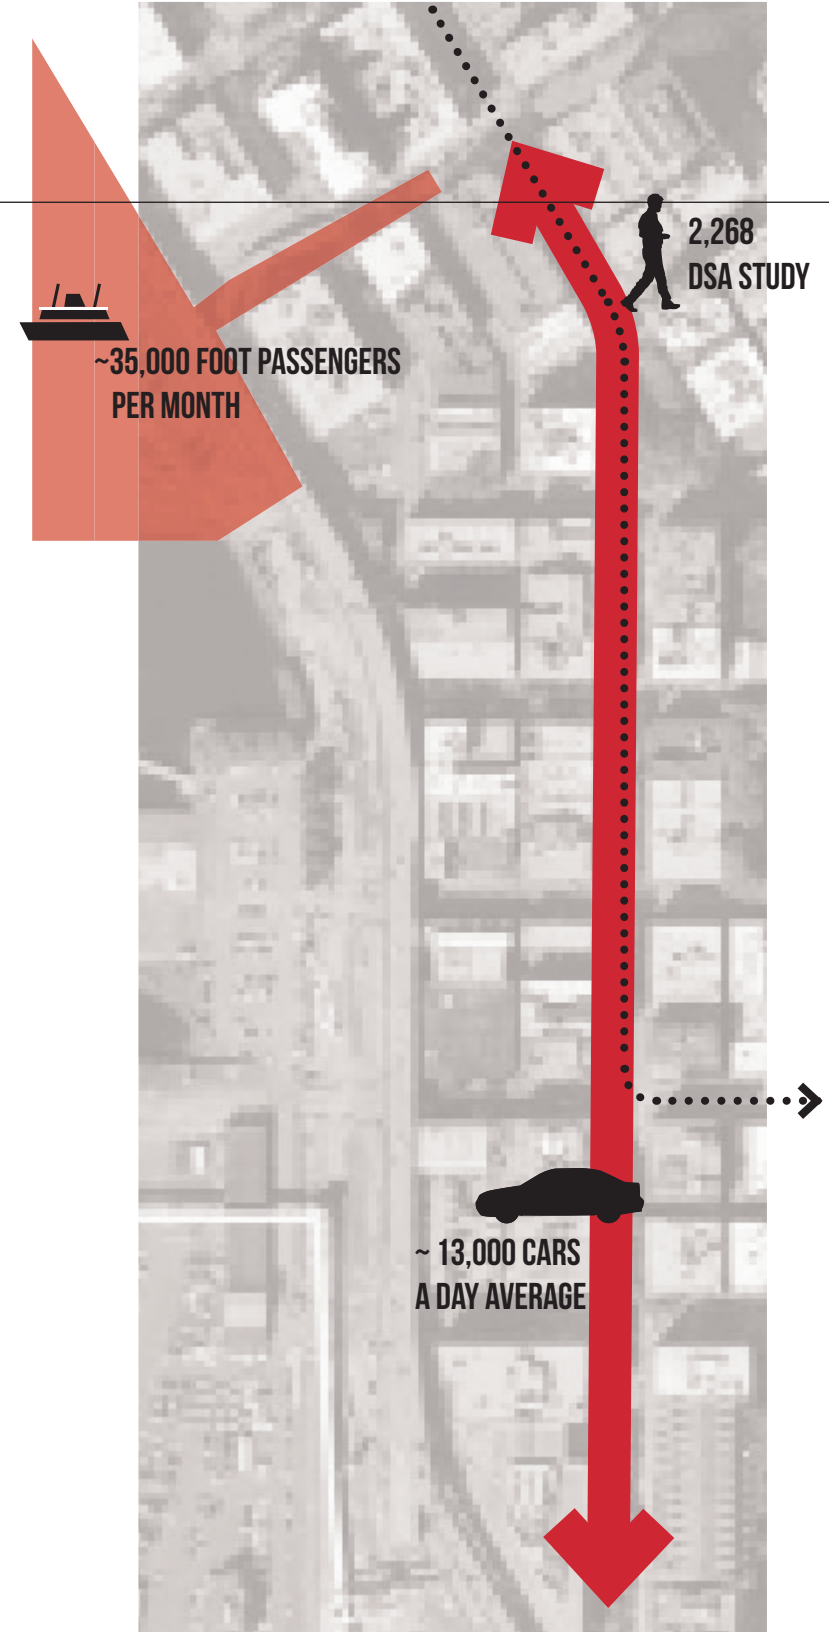 2,268
DSA STUDY
~35,000 FOOT PASSENGERS
PER MONTH
~ 13,000 CARS
A DAY AVERAGE